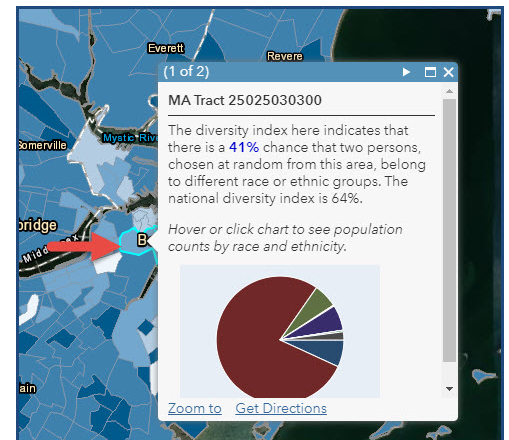 Everett
Revere
(1 of 2)
MA Tract 25025030300
The diversity index here indicates that
there is a 41% chance that two persons,
chosen at random from this area, belong
to different race or ethnic groups. The
national diversity index is 64%.
Hover or click chart to see population
counts by race and ethnicity.
Zoom to Get Directions
Mystic Riv
Somerville
bridge
B
ain